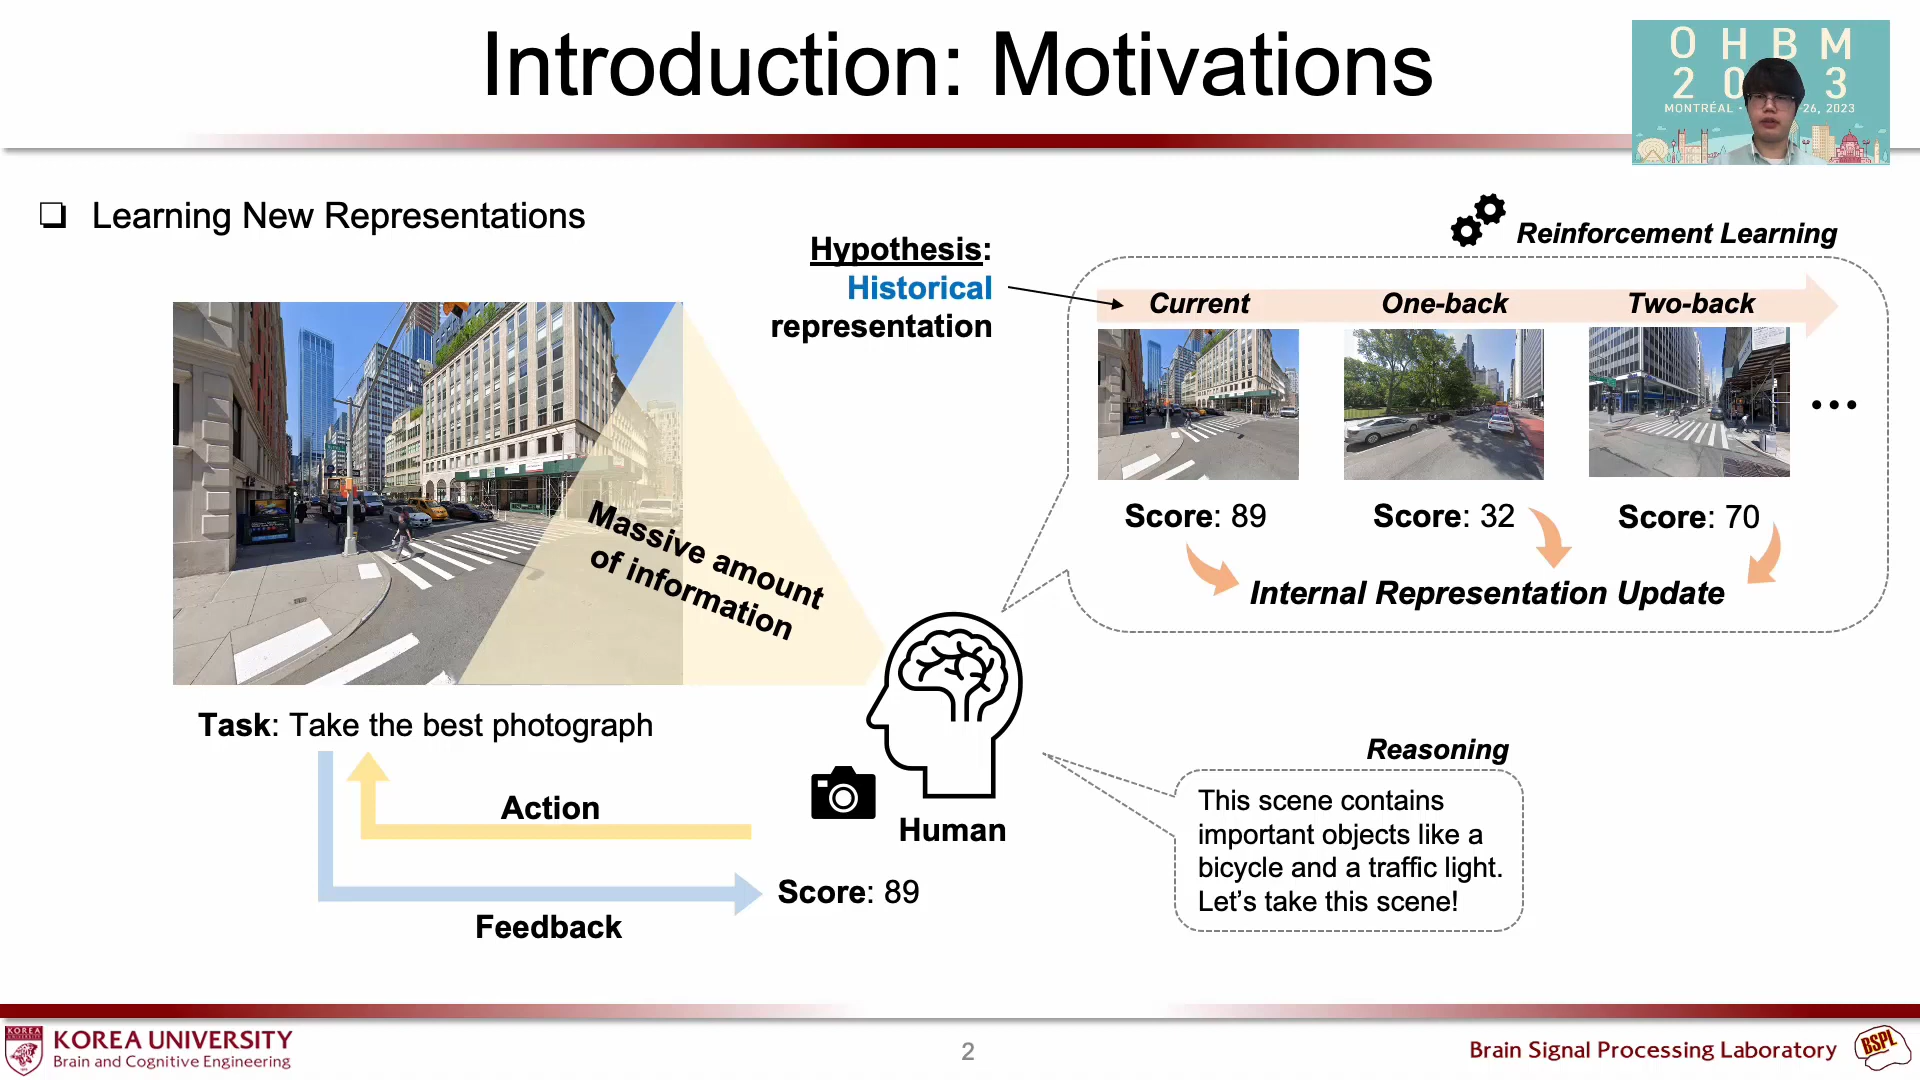 Introduction: Motivations
O H B M
2 0 3
MONTRÉAL • -26, 2023
❏ Learning New Representations
Hypothesis:
Historical
representation
Reinforcement Learning
Current One-back Two-back
Score: 89 Score: 32 Score: 70
...
Internal Representation Update
Massive amount
of information
Task: Take the best photograph
Action
Feedback
Score: 89
Human
Reasoning
This scene contains
important objects like a
bicycle and a traffic light.
Let’s take this scene!
KOREA
KOREA UNIVERSITY
Brain and Cognitive Engineering
2
Brain Signal Processing Laboratory
BSPL